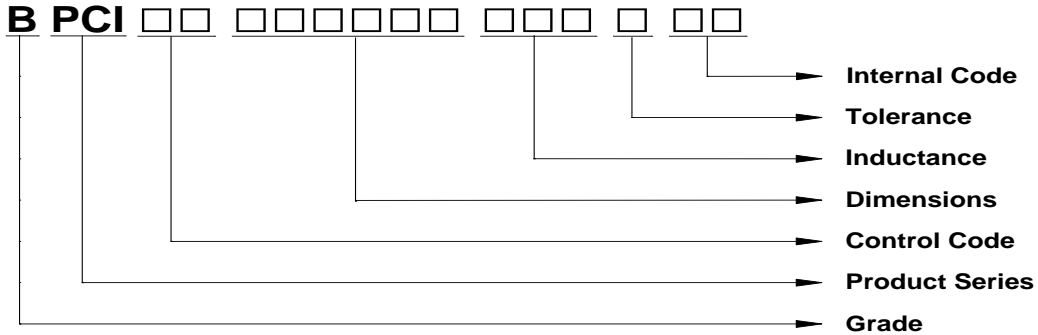 B PCI □□ □□□□□□ □□□ □ □□
Internal Code
Tolerance
Inductance
Dimensions
Control Code
Product Series
Grade